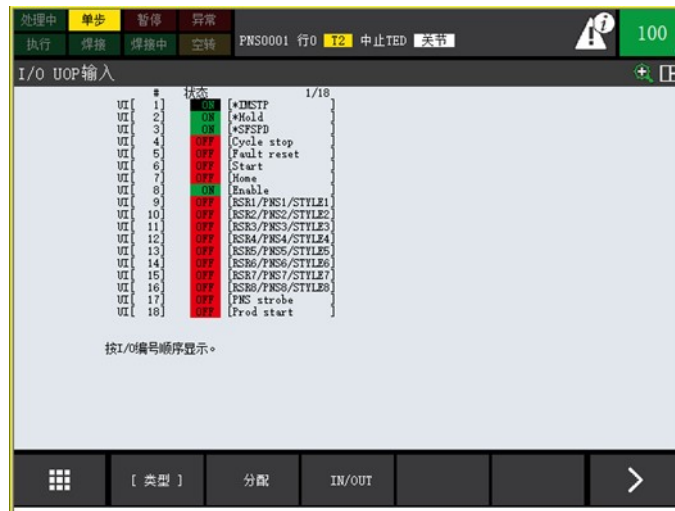 处理中 单步 暂停 异常
执行 焊接 焊接中 空转 PNS0001 行0 T2 中止TED 关节 100
I/O UOP输入
# 状态 1/18
UI[ 1] ON [*IMSTP ]
UI[ 2] ON [*Hold ]
UI[ 3] ON [*SFSPD ]
UI[ 4] OFF [Cycle stop ]
UI[ 5] OFF [Fault reset ]
UI[ 6] OFF [Start ]
UI[ 7] OFF [Home ]
UI[ 8] ON [Enable ]
UI[ 9] OFF [RSR1/PNS1/STYLE1]
UI[ 10] OFF [RSR2/PNS2/STYLE2]
UI[ 11] OFF [RSR3/PNS3/STYLE3]
UI[ 12] OFF [RSR4/PNS4/STYLE4]
UI[ 13] OFF [RSR5/PNS5/STYLE5]
UI[ 14] OFF [RSR6/PNS6/STYLE6]
UI[ 15] OFF [RSR7/PNS7/STYLE7]
UI[ 16] OFF [RSR8/PNS8/STYLE8]
UI[ 17] OFF [PNS strobe ]
UI[ 18] OFF [Prod start ]
按I/O编号顺序显示。
[ 类型 ] 分配 IN/OUT